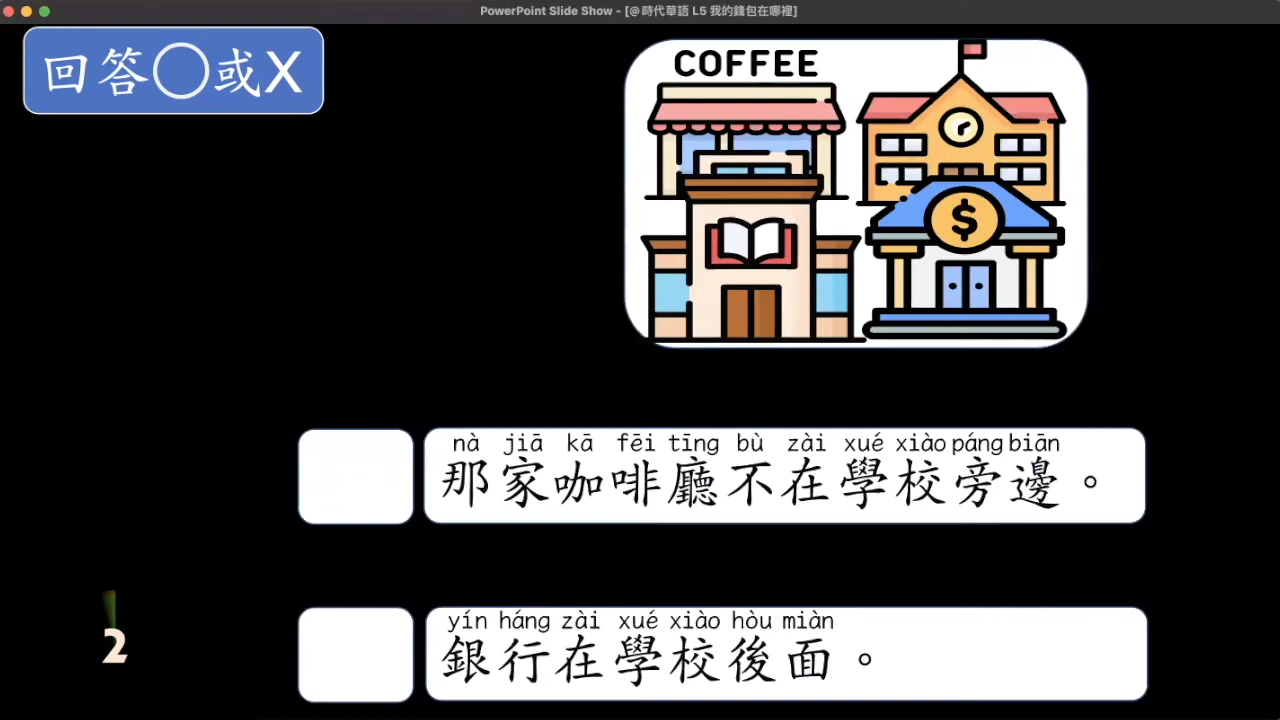 PowerPoint Slide Show - [@時代華語 L5 我的錢包在哪裡]
回答◯或X
COFFEE
$
nà jiā kā fēi tīng bù zài xué xiào páng biān
那家咖啡廳不在學校旁邊。
yín háng zài xué xiào hòu miàn
銀行在學校後面。
2